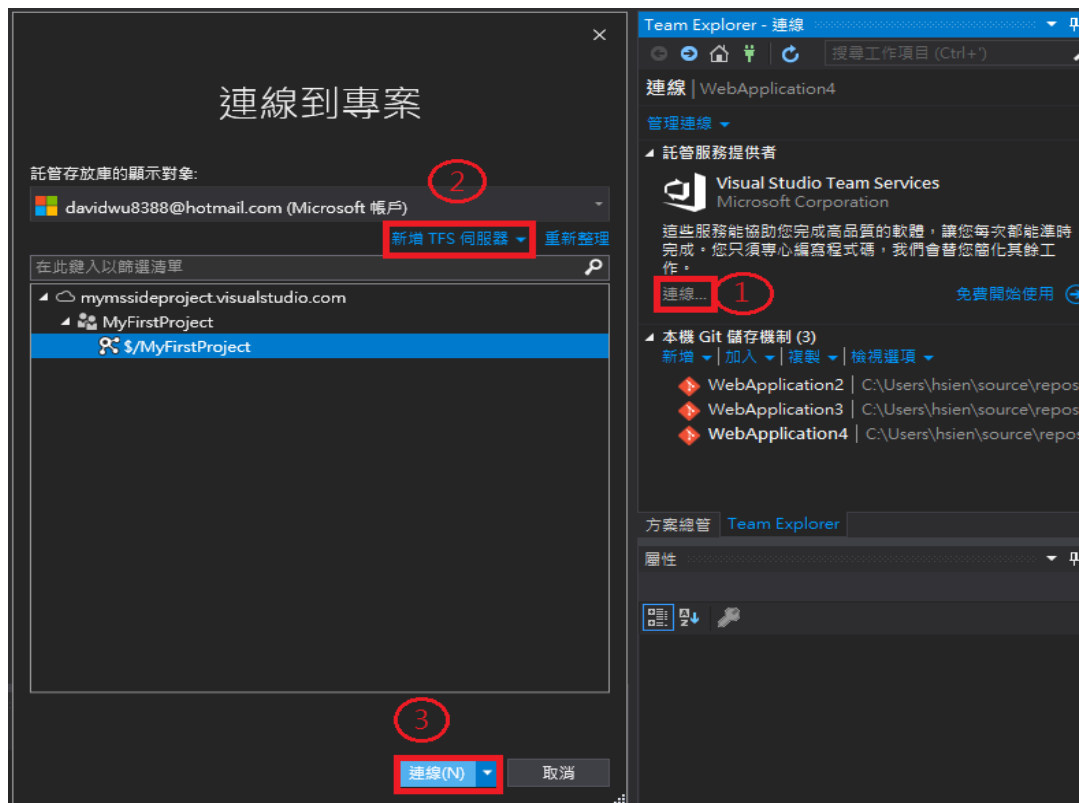 連線到專案
託管存放庫的顯示對象:
2
davidwu8388@hotmail.com (Microsoft 帳戶)
新增 TFS 伺服器 重新整理
在此鍵入以篩選清單
mymssideproject.visualstudio.com
MyFirstProject
$/MyFirstProject
3
連線(N) 取消
Team Explorer - 連線
搜尋工作項目 (Ctrl+')
連線 | WebApplication4
管理連線
託管服務提供者
Visual Studio Team Services
Microsoft Corporation
這些服務能協助您完成高品質的軟體，讓您每次都能準時
完成。您只須專心編寫程式碼，我們會替您簡化其餘工
作。
連線... 1 免費開始使用
本機 Git 儲存機制 (3)
新增 | 加入 | 複製 | 檢視選項
WebApplication2 | C:\Users\hsien\source\repos
WebApplication3 | C:\Users\hsien\source\repos
WebApplication4 | C:\Users\hsien\source\repos
方案總管 Team Explorer
屬性